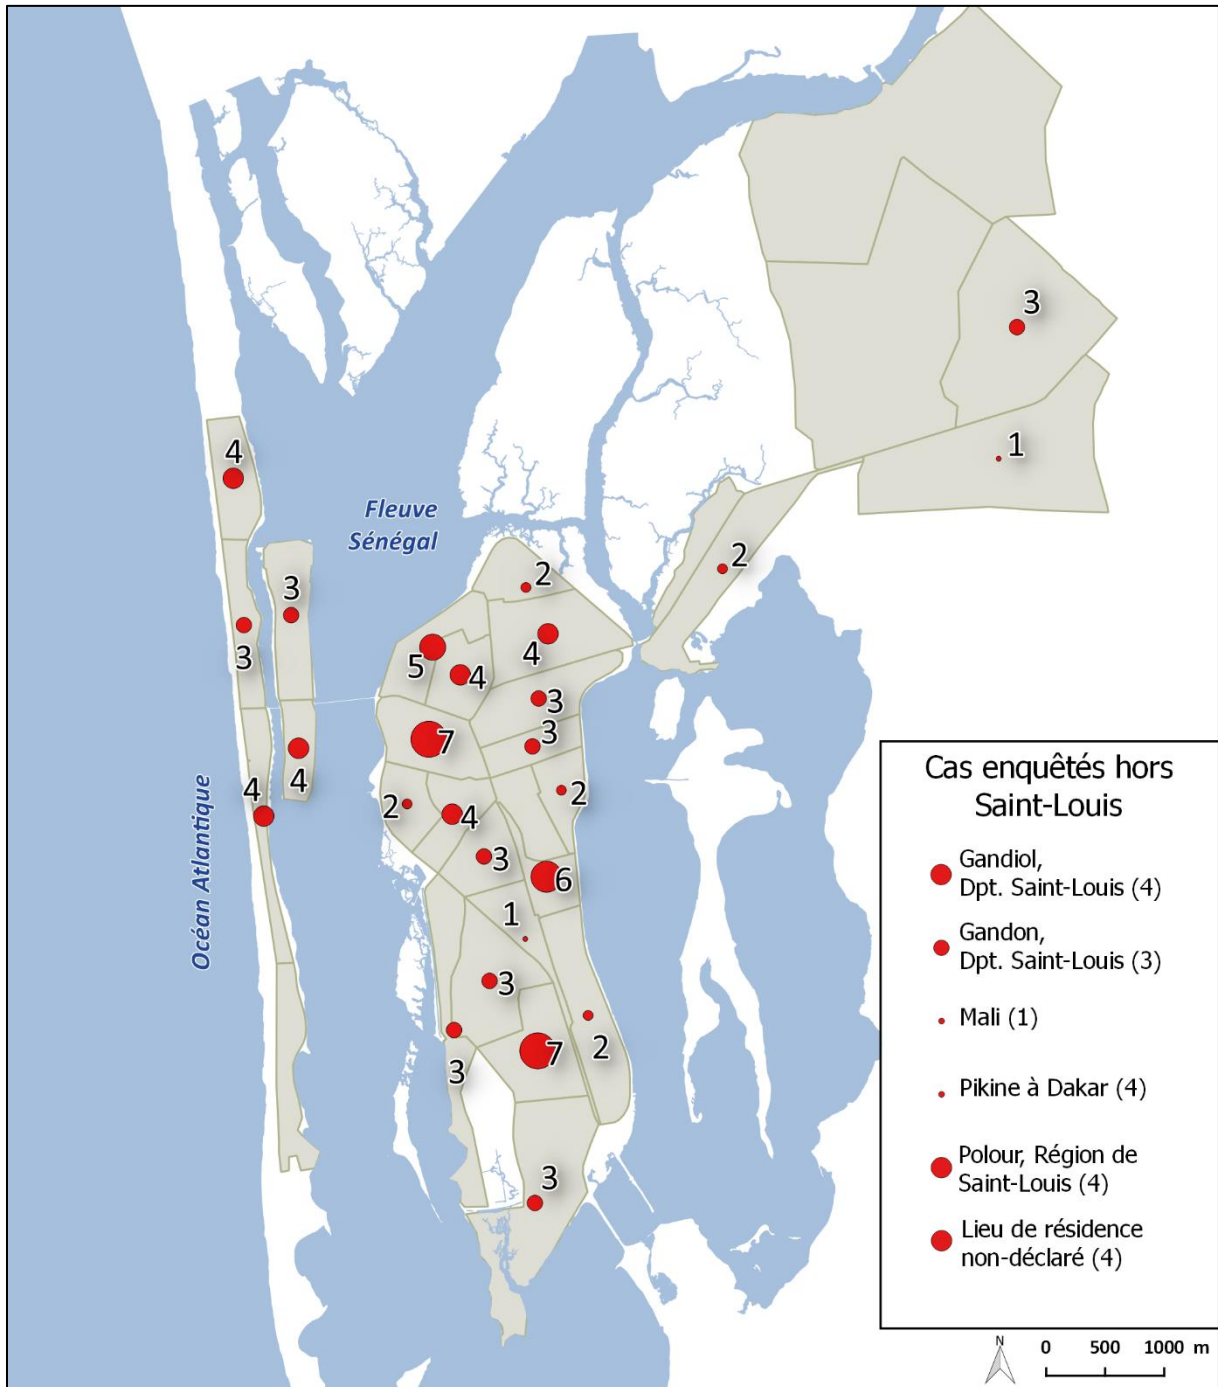 3
1
4
Fleuve
Sénégal
2
2
3
3
5
4
4
3
3
7
4
4
2
4
2
3
6
1
3
2
7
3
3
Océan Atlantique
Cas enquêtés hors
Saint-Louis
Gandiol,
Dpt. Saint-Louis (4)
Gandon,
Dpt. Saint-Louis (3)
Mali (1)
Pikine à Dakar (4)
Polour, Région de
Saint-Louis (4)
Lieu de résidence
non-déclaré (4)
N
0 500 1000 m